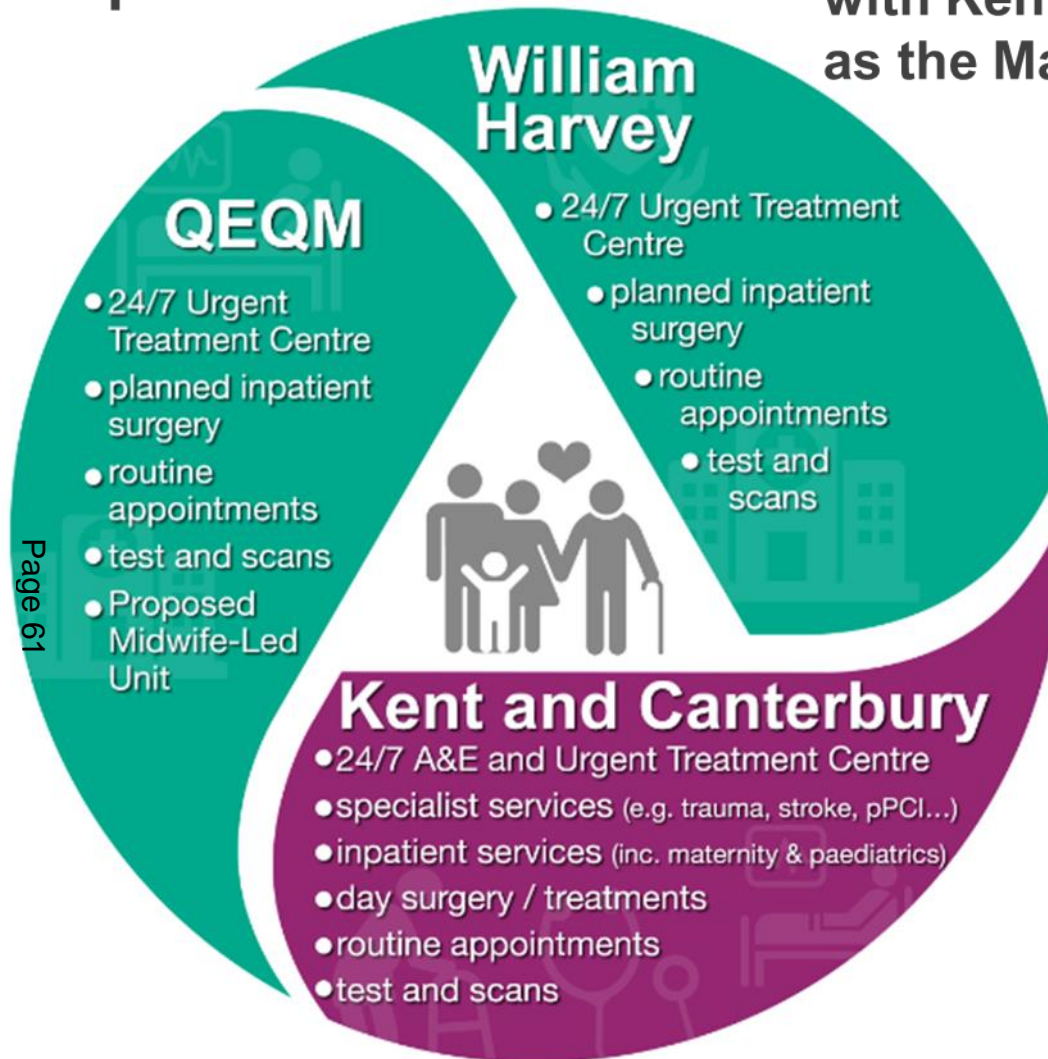 as the Ma
William
Harvey
• 24/7 Urgent Treatment
Centre
• planned inpatient
surgery
• routine
appointments
• test and
scans
QEQM
• 24/7 Urgent
Treatment Centre
• planned inpatient
surgery
• routine
appointments
• test and scans
• Proposed
Midwife-Led
Unit
Page 61
Kent and Canterbury
• 24/7 A&E and Urgent Treatment Centre
• specialist services (e.g. trauma, stroke, pPCI...)
• inpatient services (inc. maternity & paediatrics)
• day surgery / treatments
• routine appointments
• test and scans